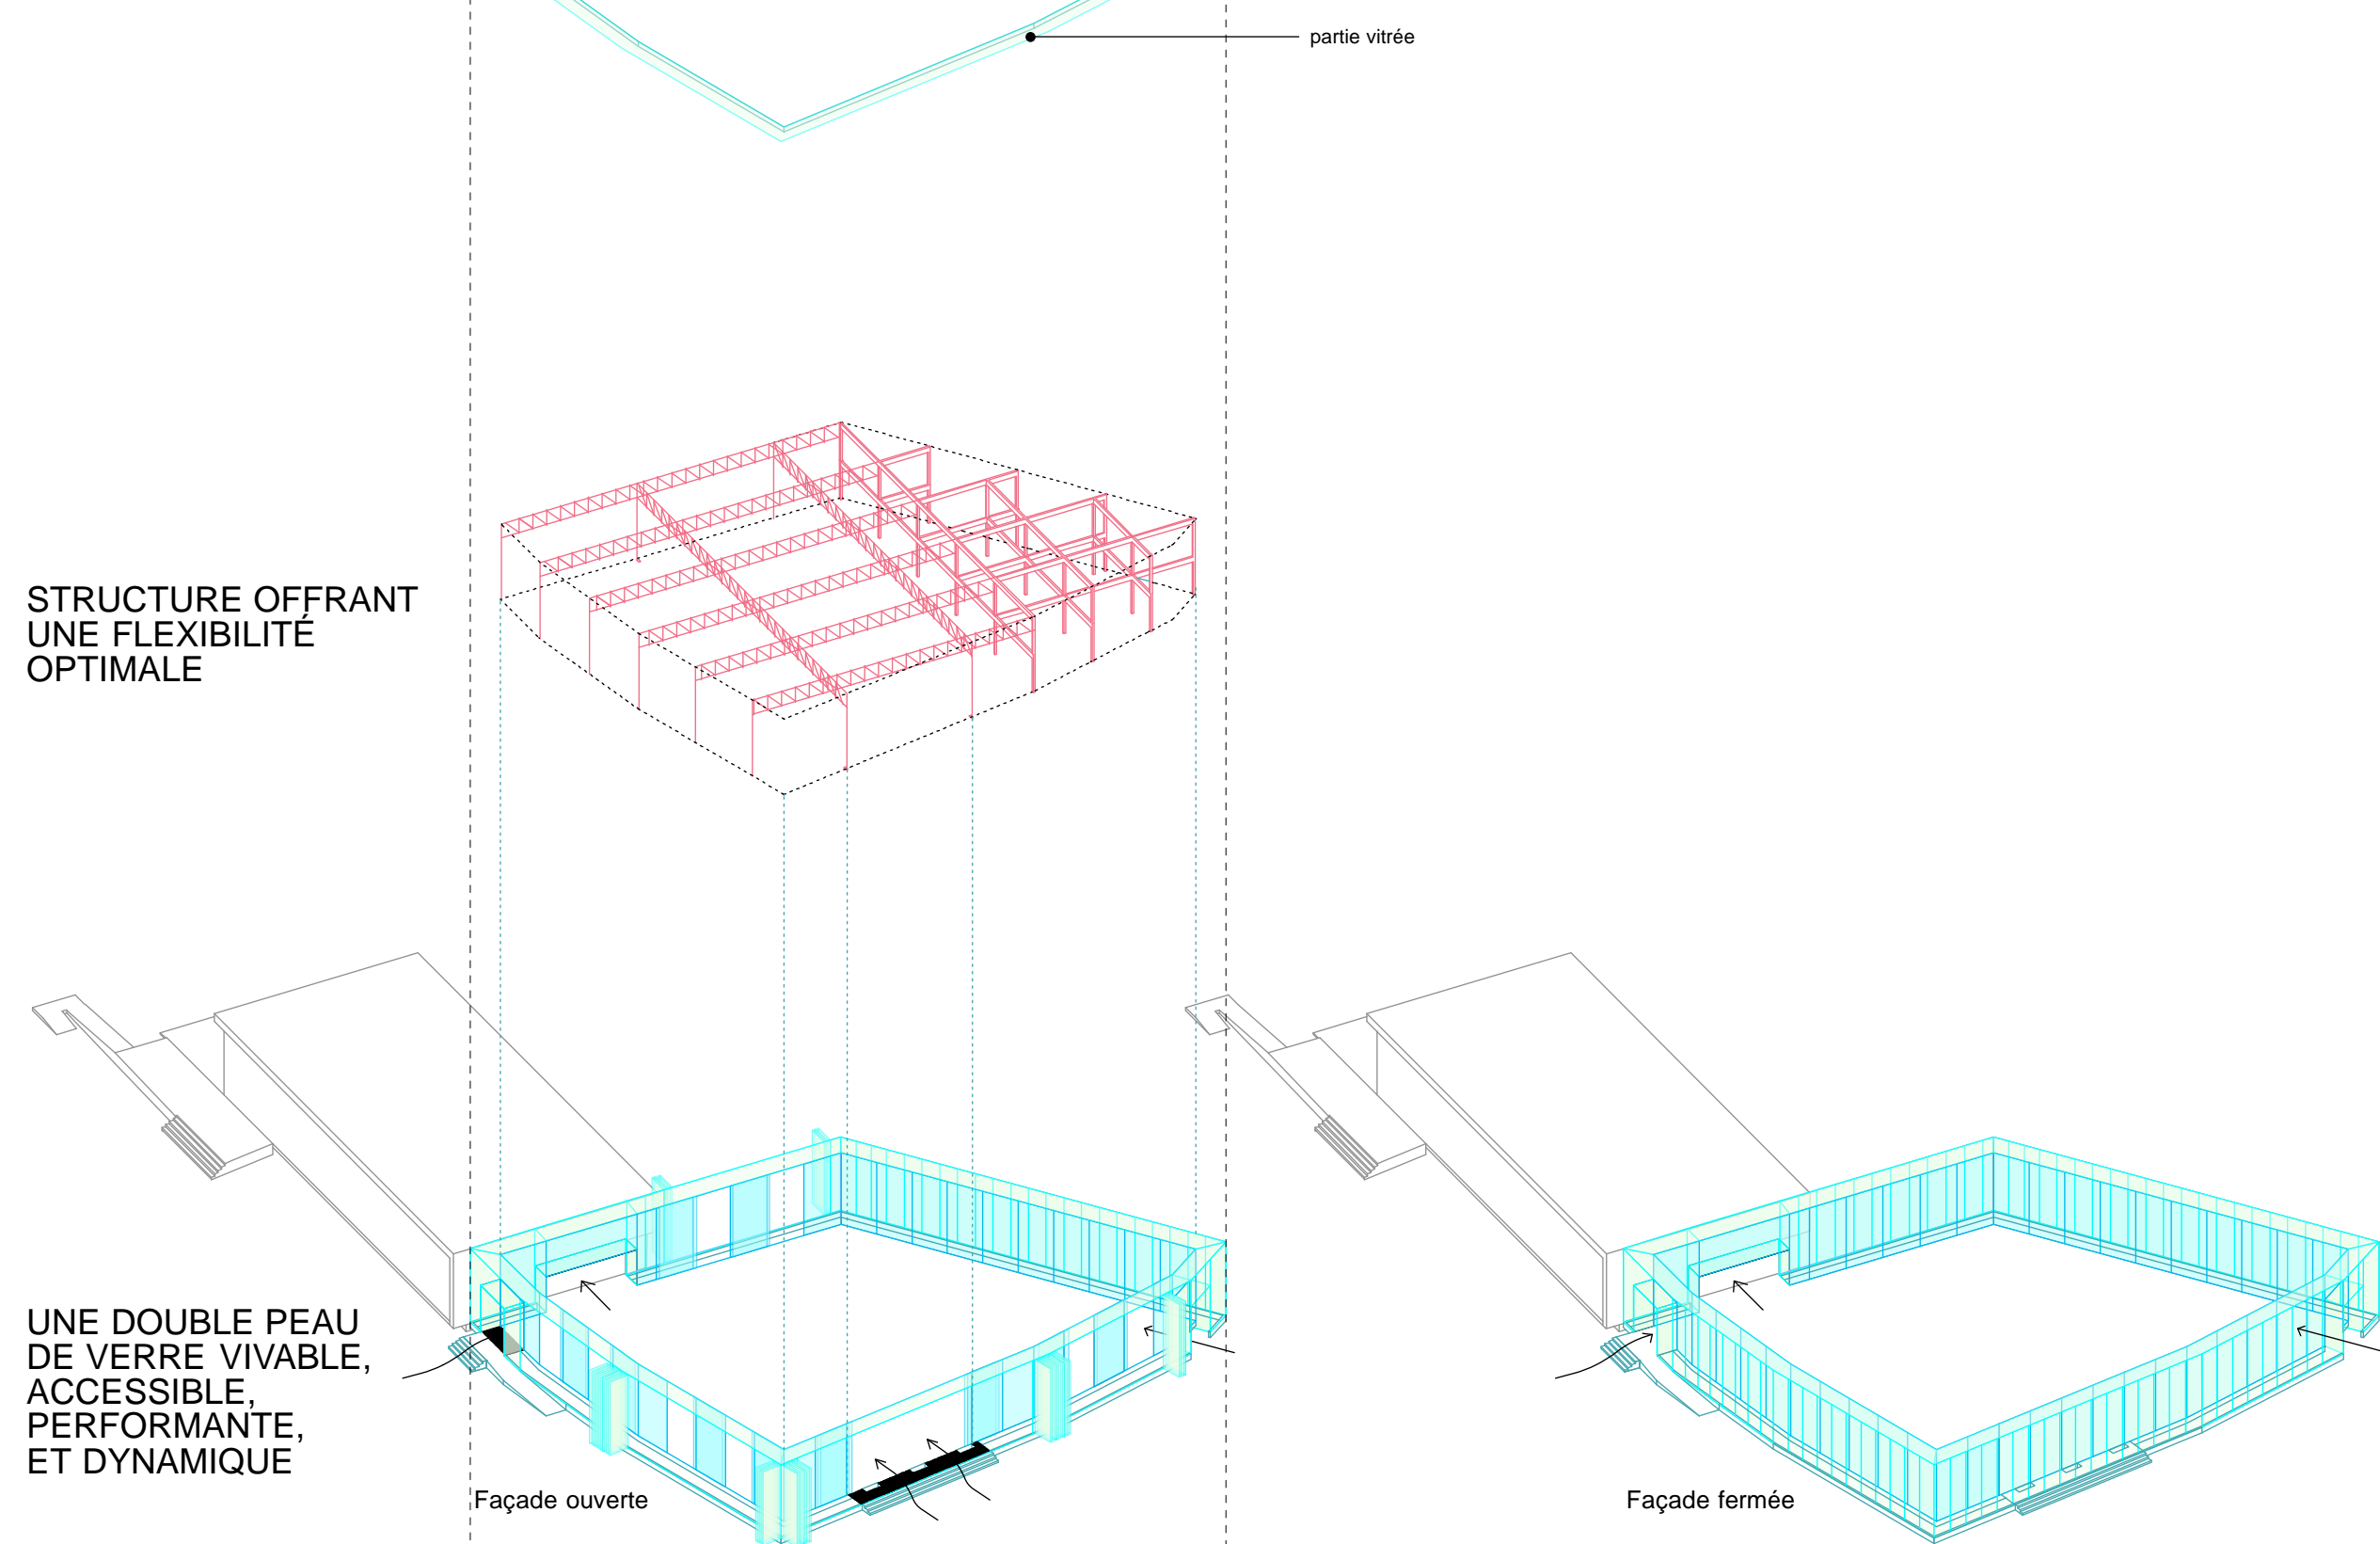 partie vitrée
STRUCTURE OFFRANT
UNE FLEXIBILITÉ
OPTIMALE
UNE DOUBLE PEAU
DE VERRE VIVABLE,
ACCESSIBLE,
PERFORMANTE,
ET DYNAMIQUE
Façade ouverte
Façade fermée